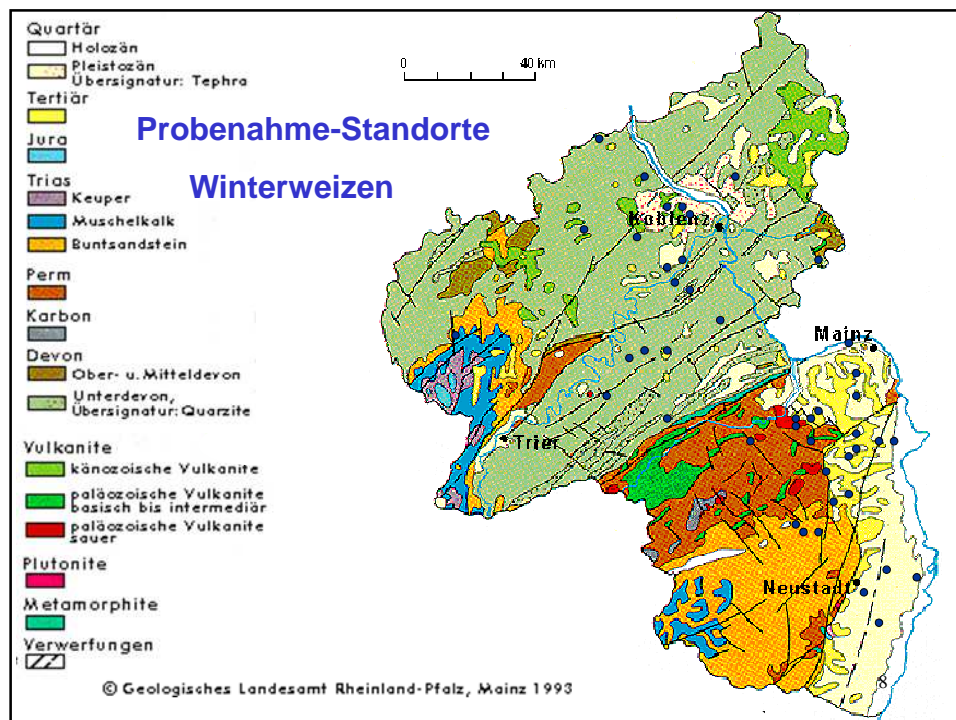 Quartär
Holozän
Pleistozän
Übersignatur: Tephra
Tertiär
Jura
Trias
Keuper
Muschelkalk
Buntsandstein
Perm
Karbon
Devon
Ober- u. Mitteldevon
Unterdevon,
Übersignatur: Quarzite
Vulkanite
känozoische Vulkanite
paläozoische Vulkanite
basisch bis intermediär
paläozoische Vulkanite
sauer
Plutonite
Metamorphite
Verwerfungen
0 40 km
Probenahme-Standorte
Winterweizen
Koblenz
Mainz
Trier
Neustadt
8
© Geologisches Landesamt Rheinland-Pfalz, Mainz 1993